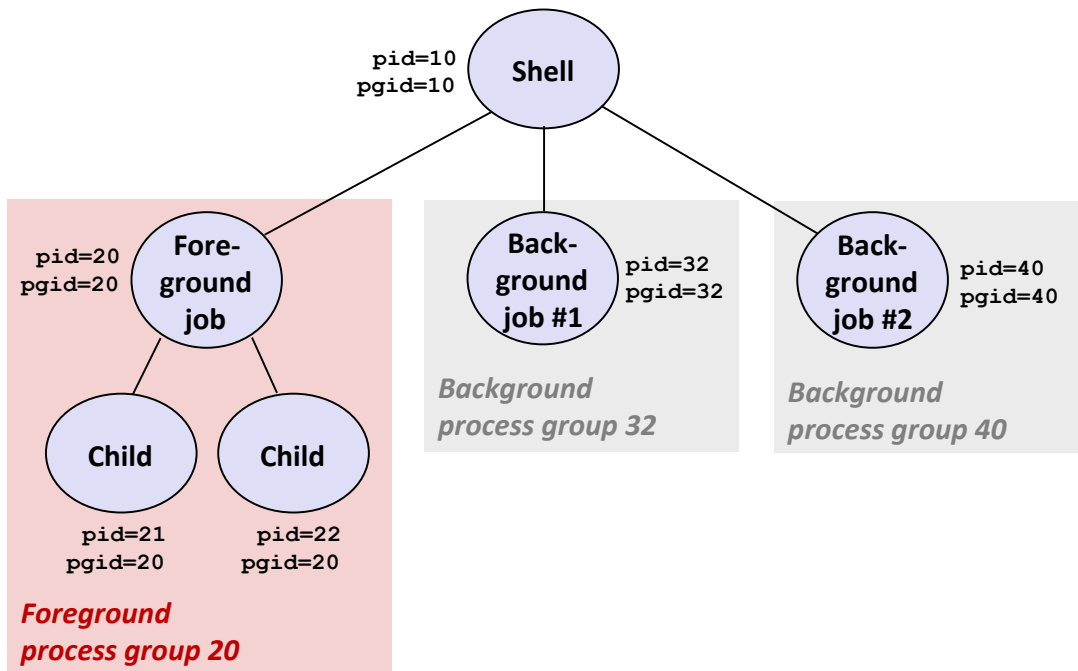 pid=10
pgid=10
Shell
pid=20
pgid=20
Fore-
ground
job
Back-
ground
job #1
pid=32
pgid=32
Back-
ground
job #2
pid=40
pgid=40
Child
Child
pid=21
pgid=20
pid=22
pgid=20
Background
process group 32
Background
process group 40
Foreground
process group 20